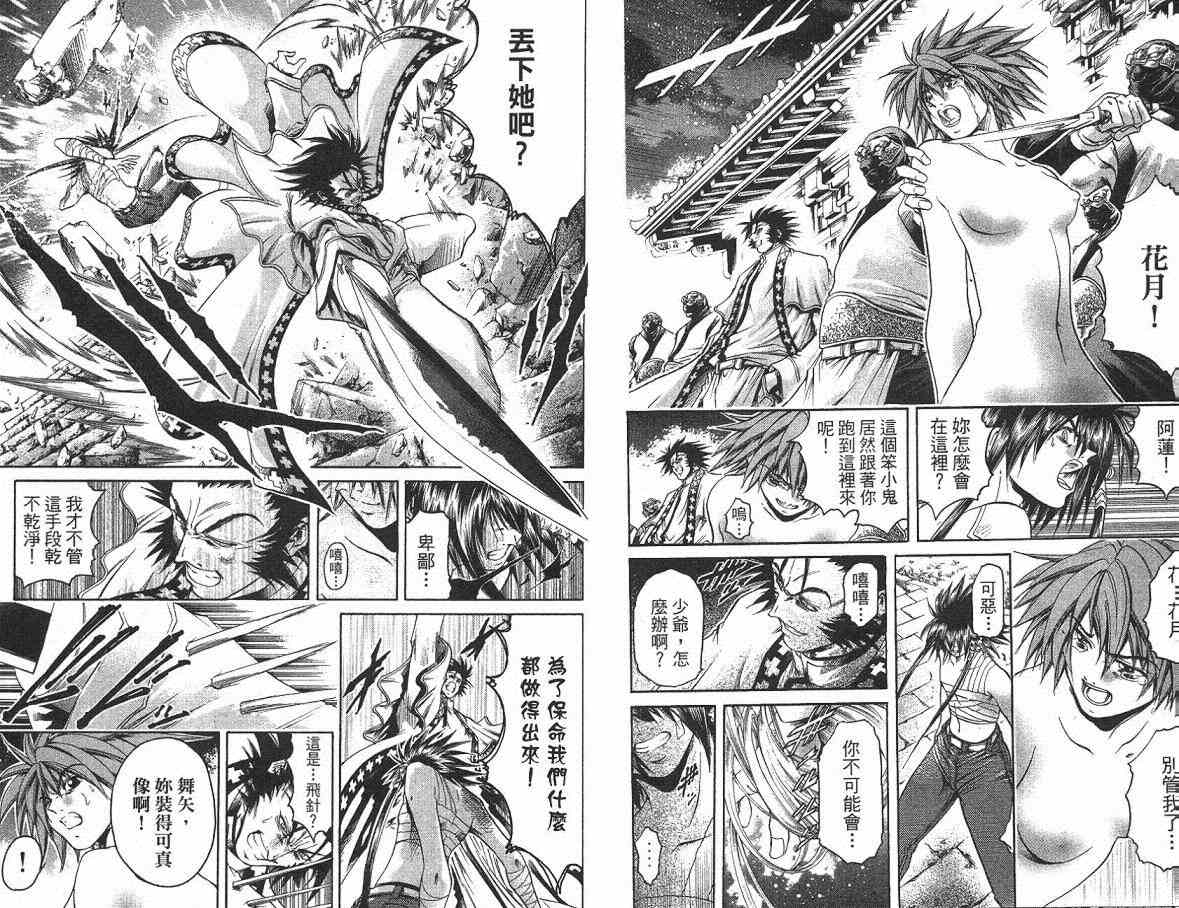 花月！
阿蓮！
妳怎麼會
在這裡？
這個笨小鬼
居然跟著你
跑到這裡來
呢！
嗚…
花…花月
別管我了…
可惡…
嘻嘻…
少爺，怎
麼辦啊？
你不可能會…
…
丟下她吧？
卑鄙…
嘻嘻…
我才不管
這手段乾
不乾淨！
為了保命我們什麼
都做得出來！
這是…飛針？
舞矢，
妳裝得可真
像啊！
！